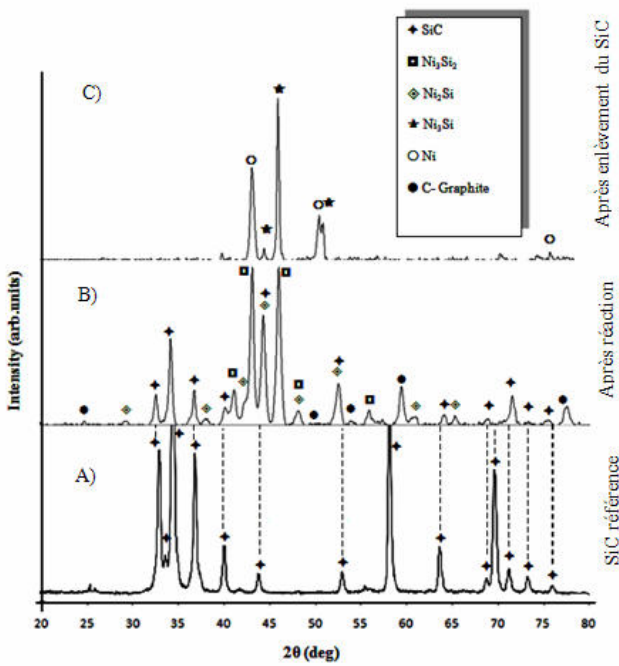 SiC
Ni₃Si₂
Ni₂Si
Ni₃Si
Ni
C- Graphite
C)
B)
A)
Après enlèvement du SiC
Après réaction
SiC référence
Intensity (arb.units)
20 25 30 35 40 45 50 55 60 65 70 75 80
2θ (deg)